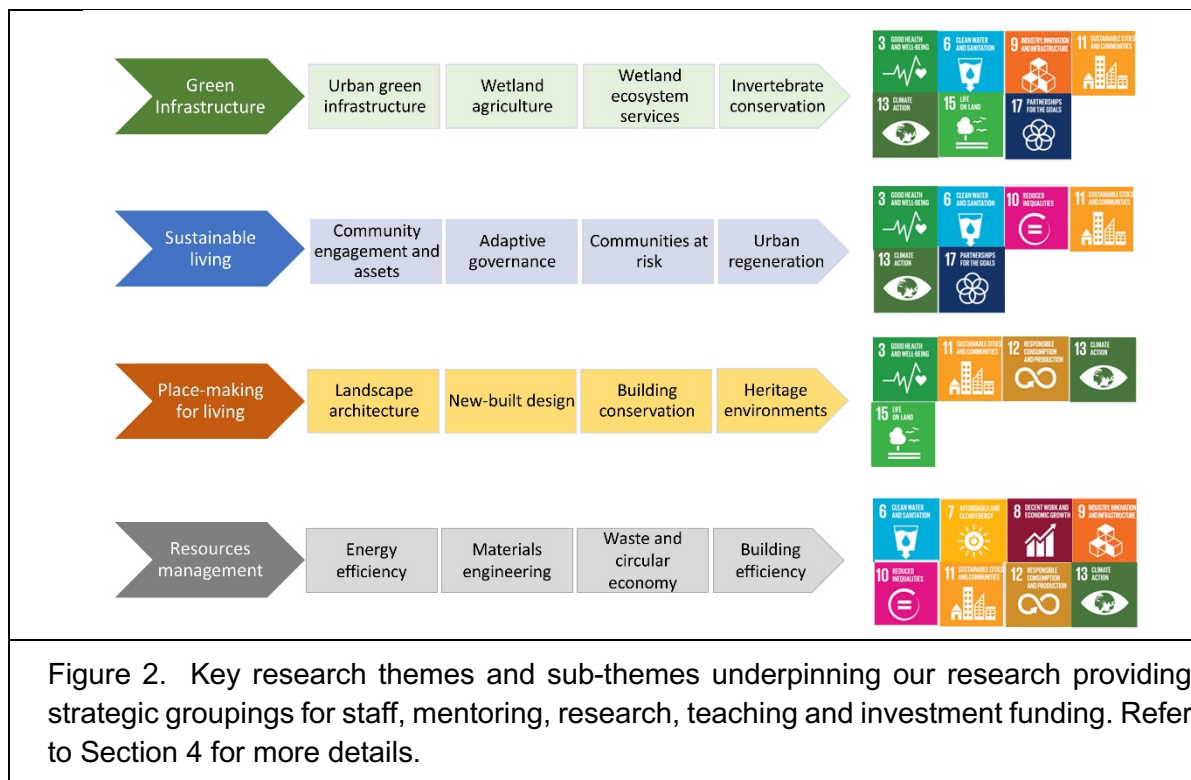 Green
Infrastructure
Urban green
infrastructure
Wetland
agriculture
Wetland
ecosystem
services
Invertebrate
conservation
3 GOOD HEALTH
AND WELL-BEING
6 CLEAN WATER
AND SANITATION
9 INDUSTRY, INNOVATION
AND INFRASTRUCTURE
11 SUSTAINABLE CITIES
AND COMMUNITIES
13 CLIMATE
ACTION
15 LIFE
ON LAND
17 PARTNERSHIPS
FOR THE GOALS
Sustainable
living
Community
engagement and
assets
Adaptive
governance
Communities at
risk
Urban
regeneration
3 GOOD HEALTH
AND WELL-BEING
6 CLEAN WATER
AND SANITATION
10 REDUCED
INEQUALITIES
11 SUSTAINABLE CITIES
AND COMMUNITIES
13 CLIMATE
ACTION
17 PARTNERSHIPS
FOR THE GOALS
Place-making
for living
Landscape
architecture
New-built design
Building
conservation
Heritage
environments
3 GOOD HEALTH
AND WELL-BEING
11 SUSTAINABLE CITIES
AND COMMUNITIES
12 RESPONSIBLE
CONSUMPTION
AND PRODUCTION
13 CLIMATE
ACTION
15 LIFE
ON LAND
Resources
management
Energy
efficiency
Materials
engineering
Waste and
circular
economy
Building
efficiency
6 CLEAN WATER
AND SANITATION
7 AFFORDABLE AND
CLEAN ENERGY
8 DECENT WORK AND
ECONOMIC GROWTH
9 INDUSTRY, INNOVATION
AND INFRASTRUCTURE
10 REDUCED
INEQUALITIES
11 SUSTAINABLE CITIES
AND COMMUNITIES
12 RESPONSIBLE
CONSUMPTION
AND PRODUCTION
13 CLIMATE
ACTION
Figure 2. Key research themes and sub-themes underpinning our research providing
strategic groupings for staff, mentoring, research, teaching and investment funding. Refer
to Section 4 for more details.